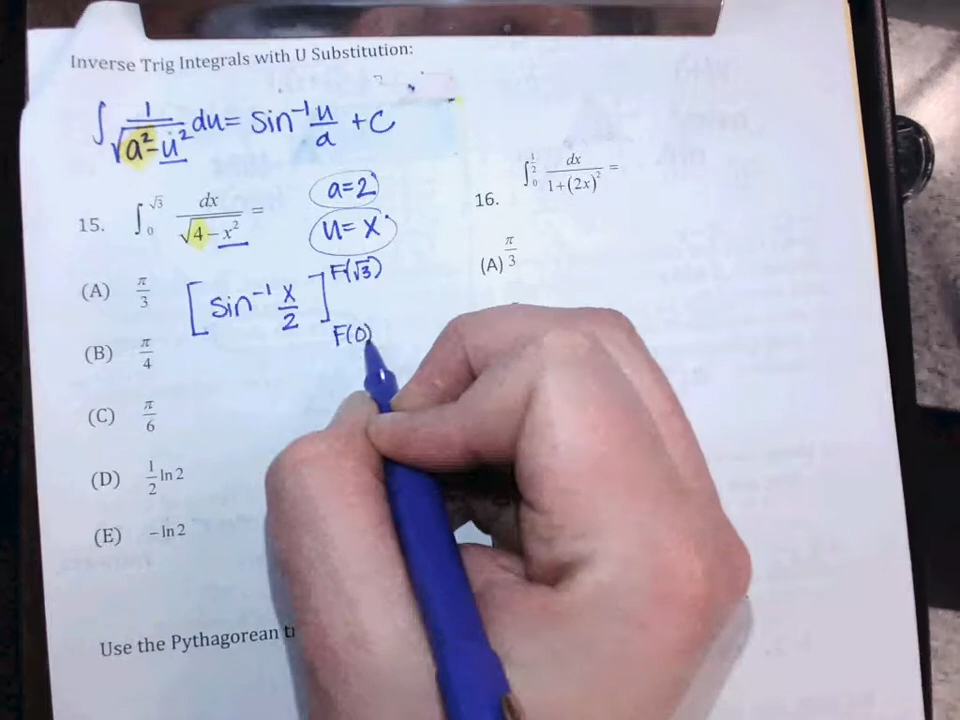 Inverse Trig Integrals with U Substitution:
∫ 1/√(a² − u²) du = Sin⁻¹ u/a + C
15. ∫₀^√3 dx/√(4 − x²) =
a = 2
u = x
[Sin⁻¹ x/2] F(√3) F(0)
(A) π/3
(B) π/4
(C) π/6
(D) 1/2 ln 2
(E) − ln 2
16. ∫₀^(1/2) dx/(1+(2x)²) =
(A) π/3
Use the Pythagorean